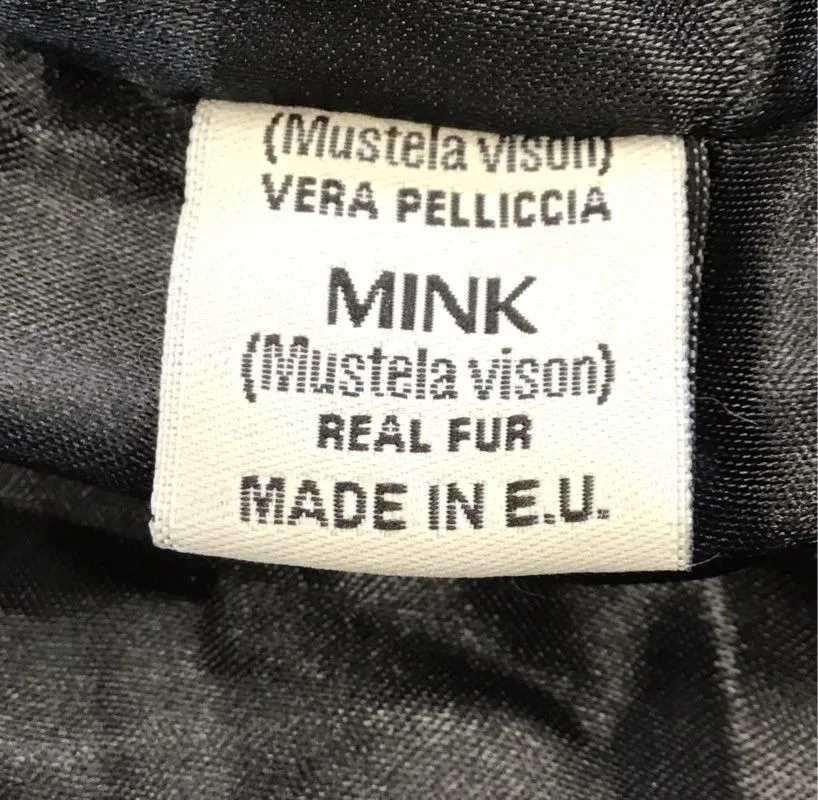 (Mustela vison)
VERA PELLICCIA
MINK
(Mustela vison)
REAL FUR
MADE IN E.U.